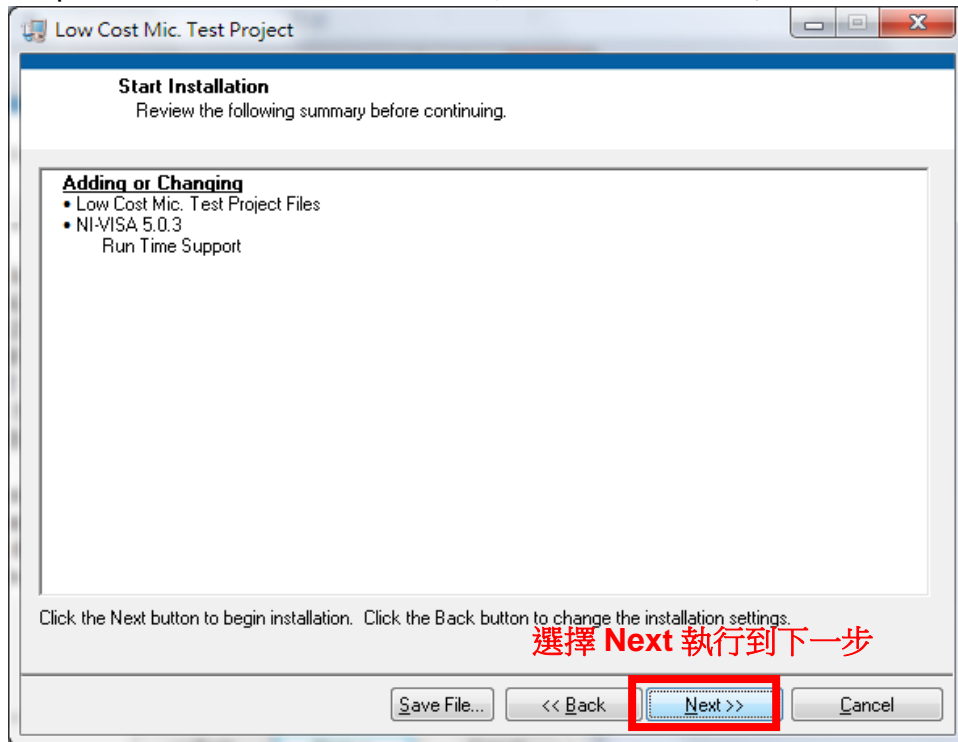 Low Cost Mic. Test Project
Start Installation
Review the following summary before continuing.
Adding or Changing
• Low Cost Mic. Test Project Files
• NI-VISA 5.0.3
Run Time Support
Click the Next button to begin installation. Click the Back button to change the installation settings.
選擇 Next 執行到下一步
Save File... << Back Next >> Cancel